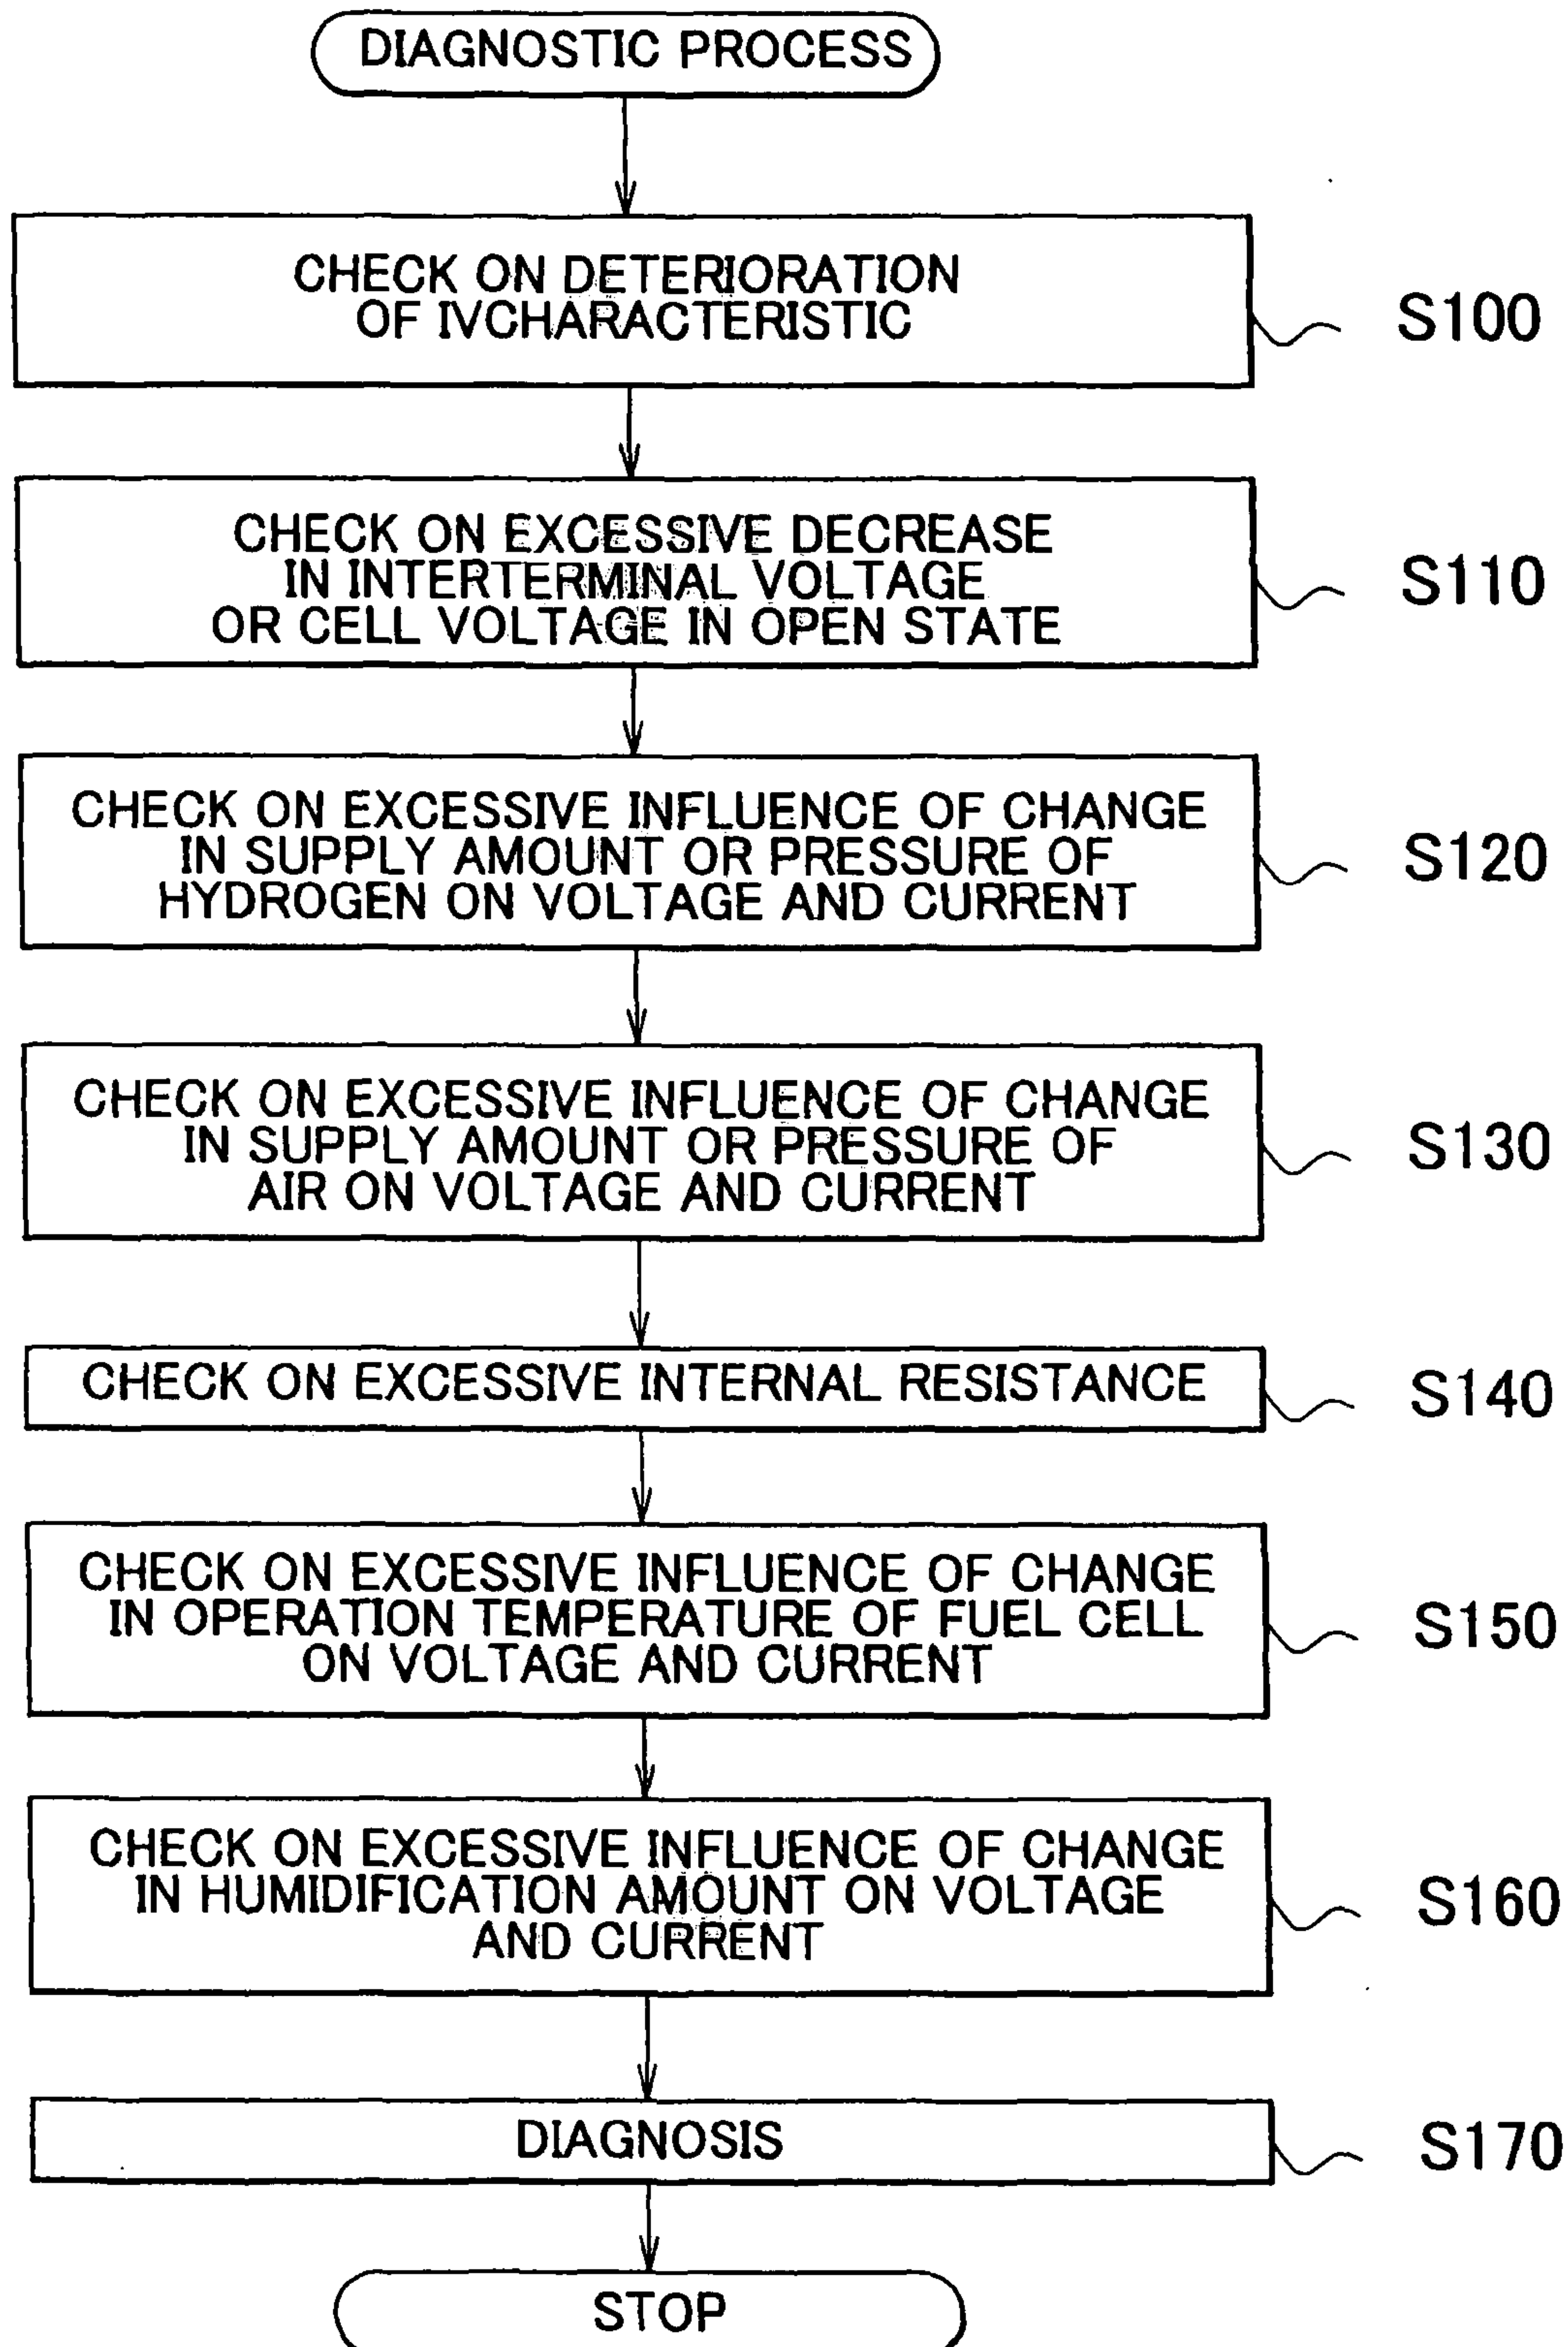 DIAGNOSTIC PROCESS
CHECK ON DETERIORATION
OF IVCHARACTERISTIC
S100
CHECK ON EXCESSIVE DECREASE
IN INTERTERMINAL VOLTAGE
OR CELL VOLTAGE IN OPEN STATE
S110
CHECK ON EXCESSIVE INFLUENCE OF CHANGE
IN SUPPLY AMOUNT OR PRESSURE OF
HYDROGEN ON VOLTAGE AND CURRENT
S120
CHECK ON EXCESSIVE INFLUENCE OF CHANGE
IN SUPPLY AMOUNT OR PRESSURE OF
AIR ON VOLTAGE AND CURRENT
S130
CHECK ON EXCESSIVE INTERNAL RESISTANCE
S140
CHECK ON EXCESSIVE INFLUENCE OF CHANGE
IN OPERATION TEMPERATURE OF FUEL CELL
ON VOLTAGE AND CURRENT
S150
CHECK ON EXCESSIVE INFLUENCE OF CHANGE
IN HUMIDIFICATION AMOUNT ON VOLTAGE
AND CURRENT
S160
DIAGNOSIS
S170
STOP